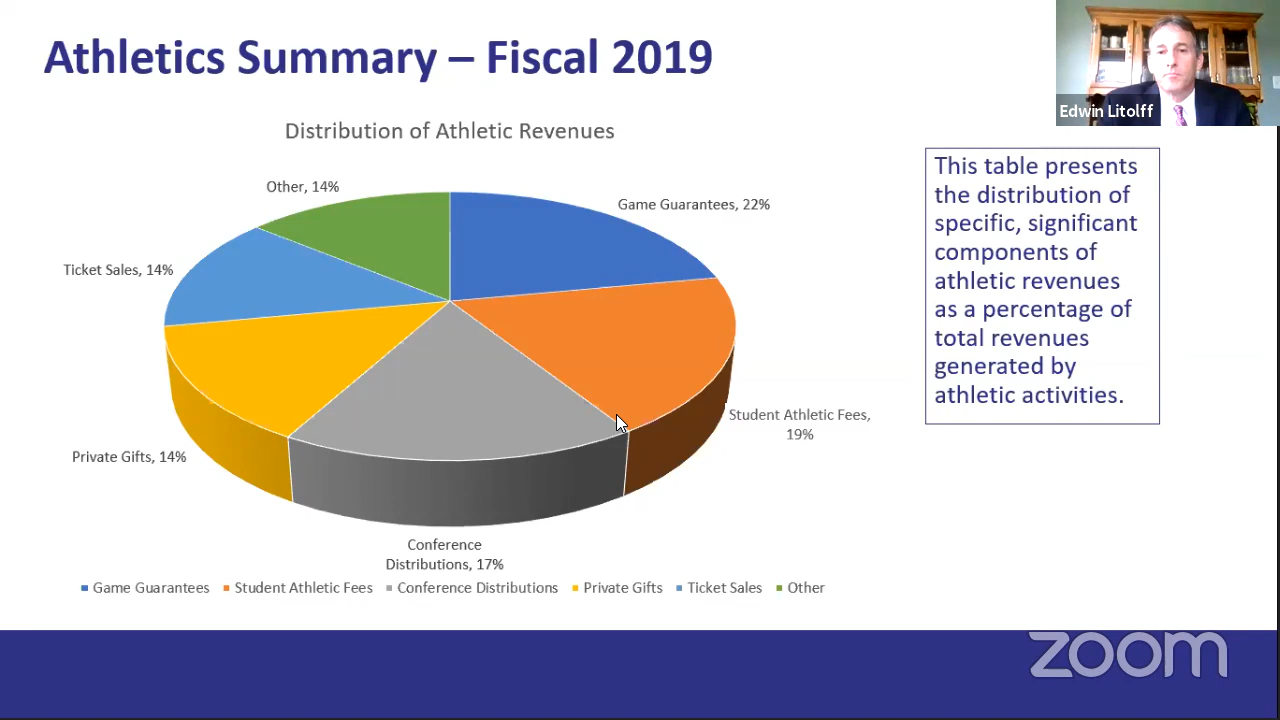 Athletics Summary – Fiscal 2019
Edwin Litolff
Distribution of Athletic Revenues
Other, 14%
Game Guarantees, 22%
Ticket Sales, 14%
Student Athletic Fees,
19%
Private Gifts, 14%
Conference
Distributions, 17%
Game Guarantees Student Athletic Fees Conference Distributions Private Gifts Ticket Sales Other
This table presents
the distribution of
specific, significant
components of
athletic revenues
as a percentage of
total revenues
generated by
athletic activities.
zoom